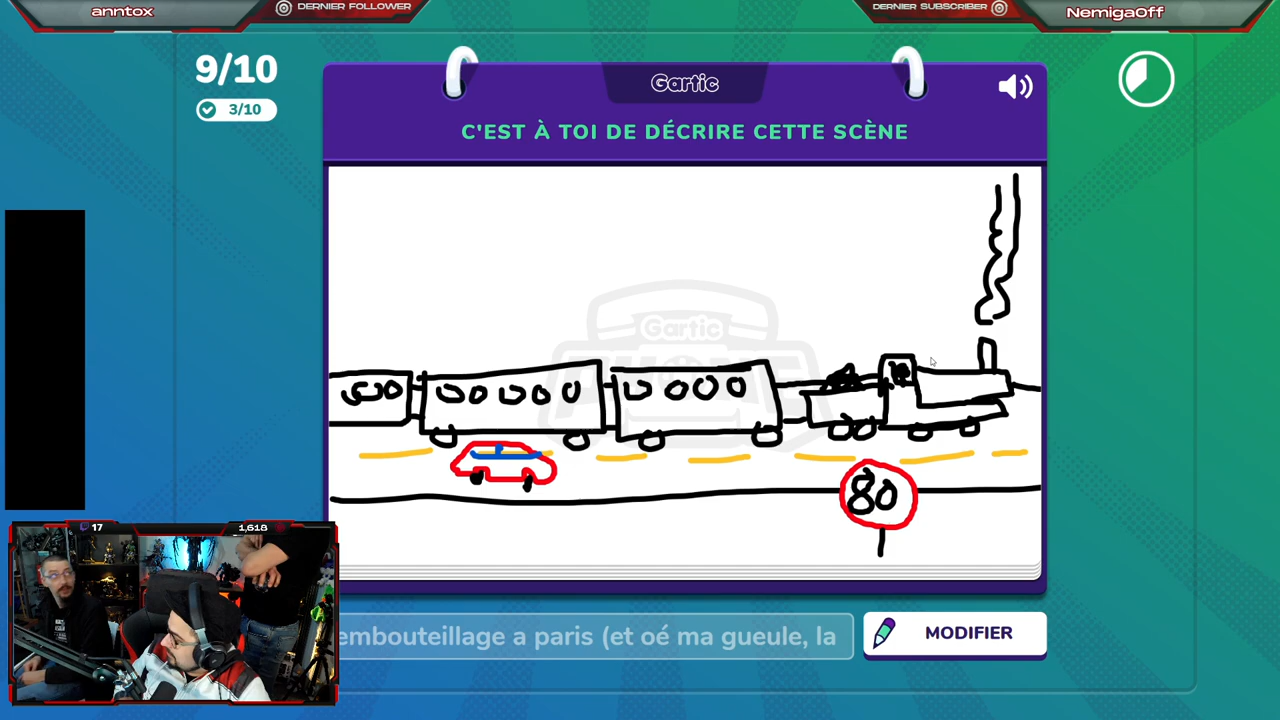 anntox
DERNIER FOLLOWER
DERNIER SUBSCRIBER
NemigaOff
9/10
3/10
Gartic
C'EST À TOI DE DÉCRIRE CETTE SCÈNE
Gartic
80
17
1,618
embouteillage a paris (et oé ma gueule, la
MODIFIER